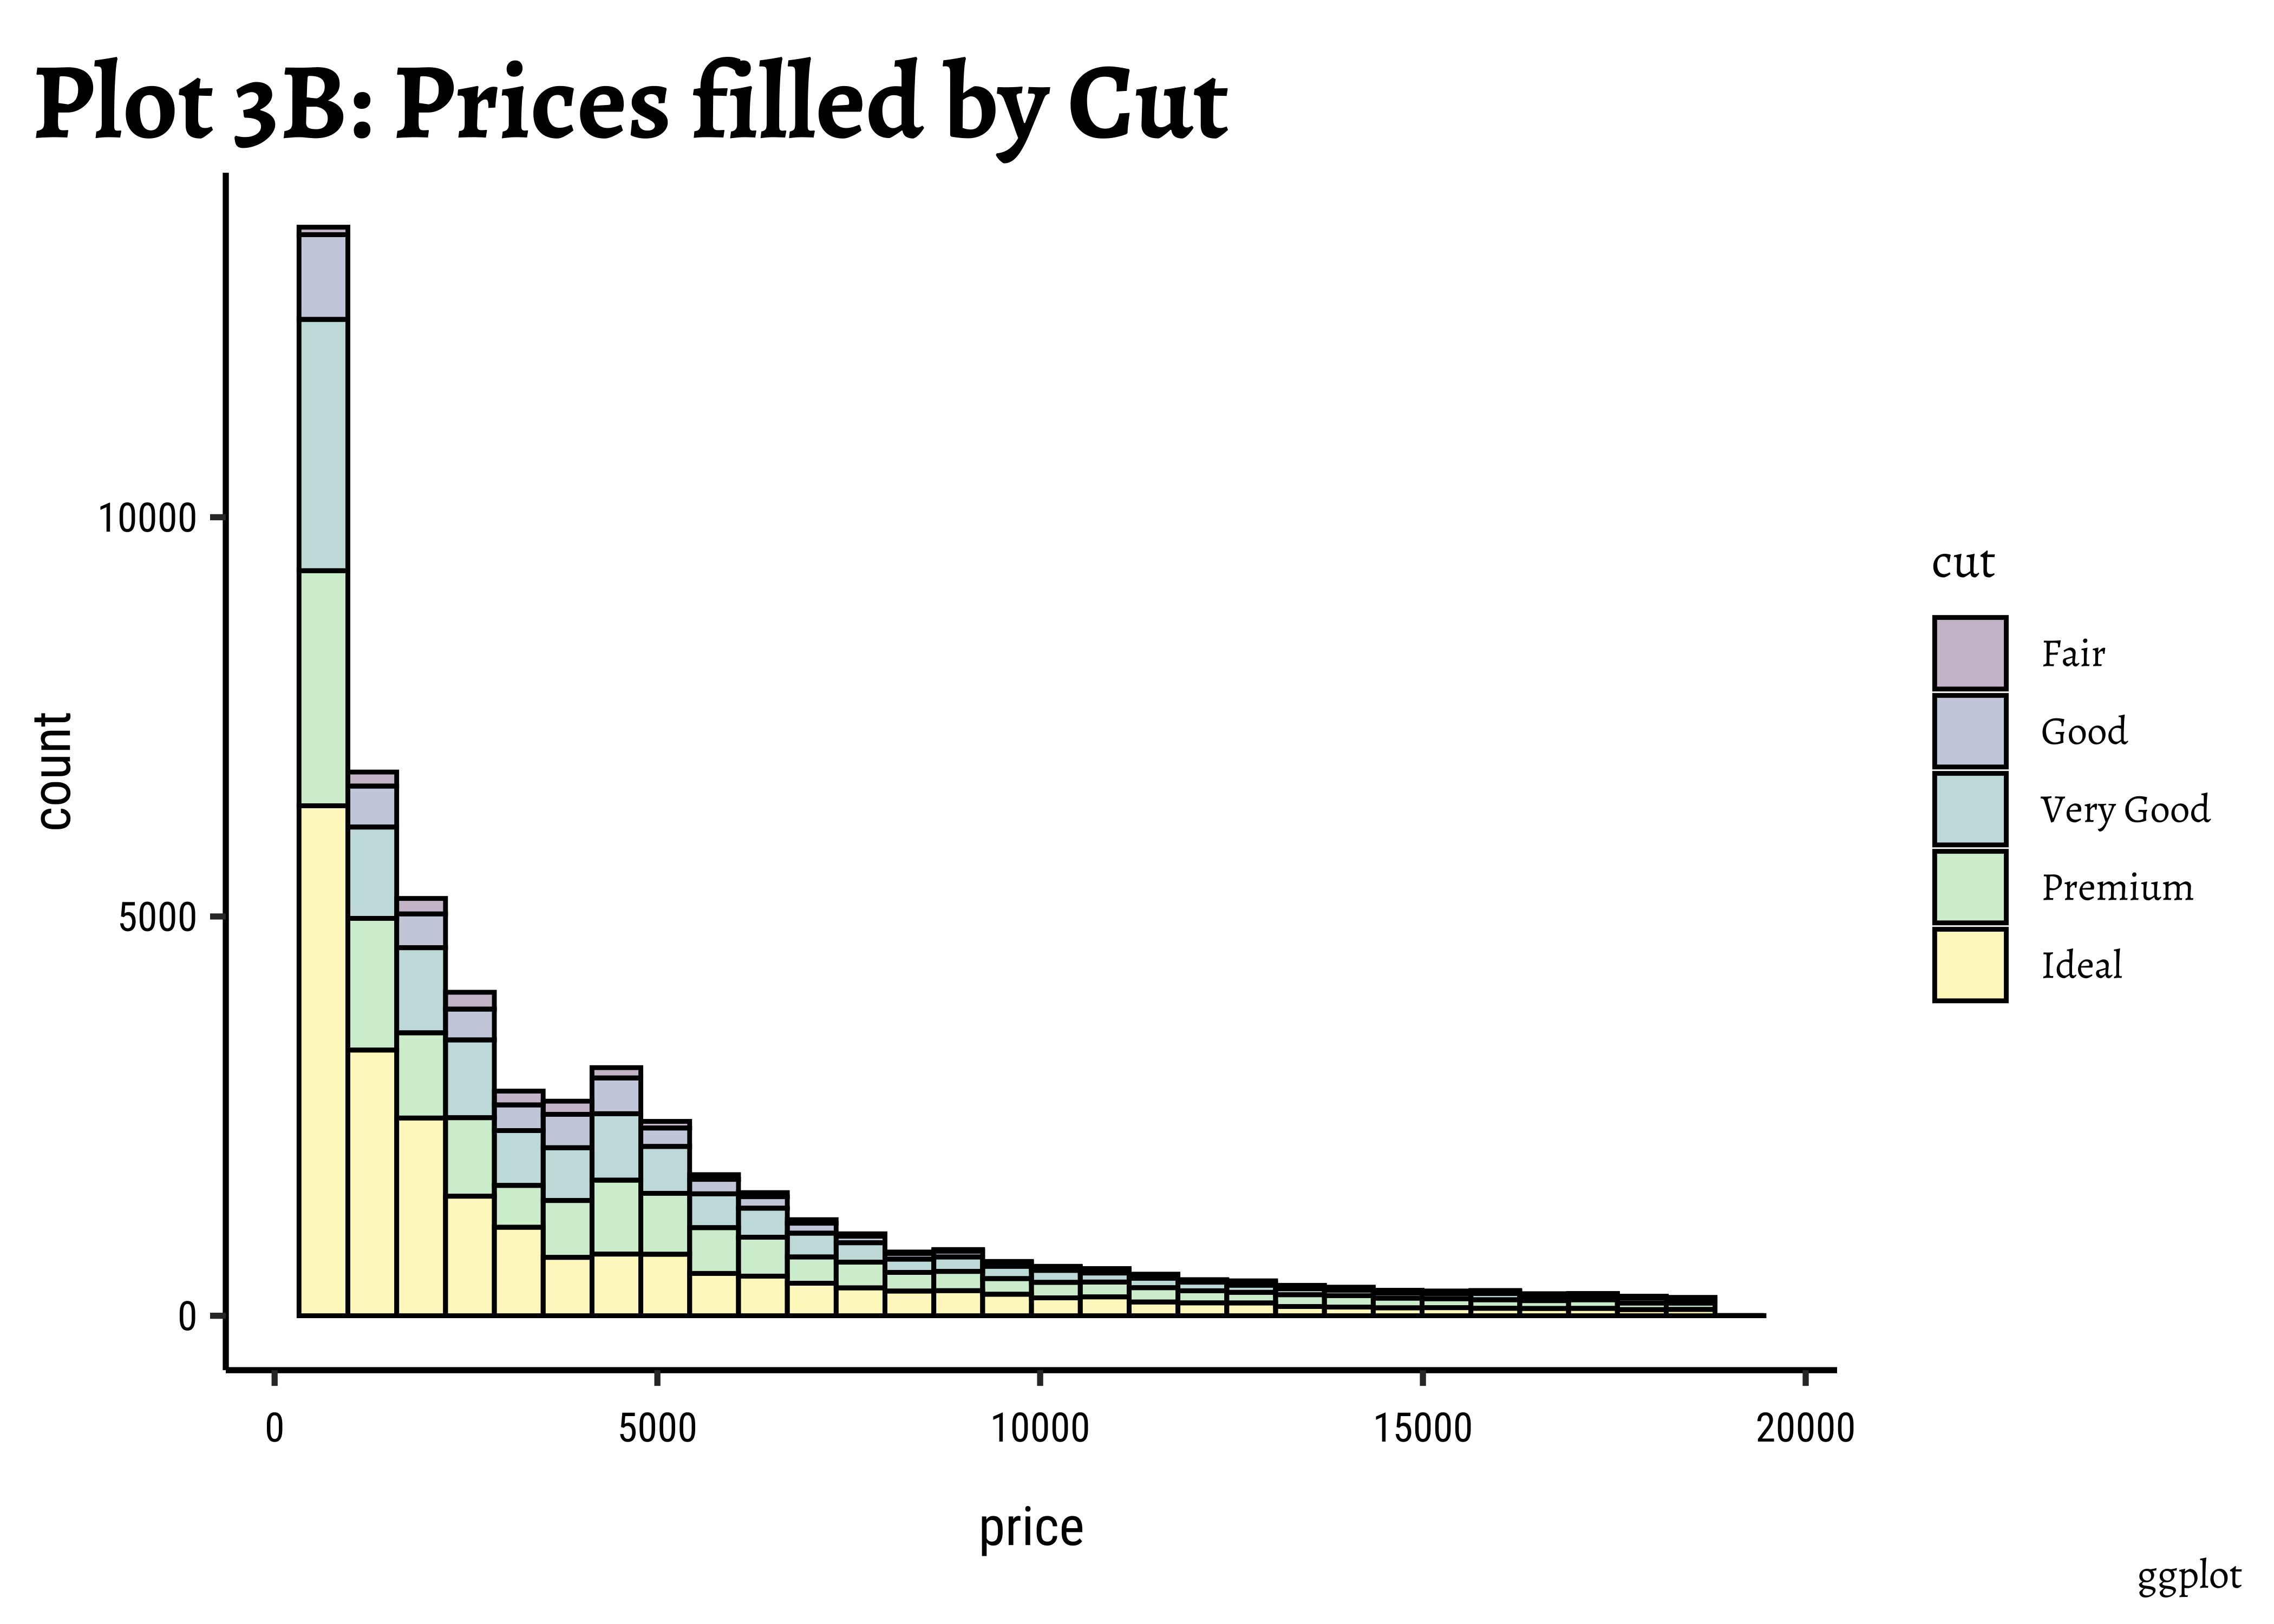 Plot 3B: Prices filled by Cut
count
10000
5000
0
0 5000 10000 15000 20000
price
cut
Fair
Good
Very Good
Premium
Ideal
ggplot